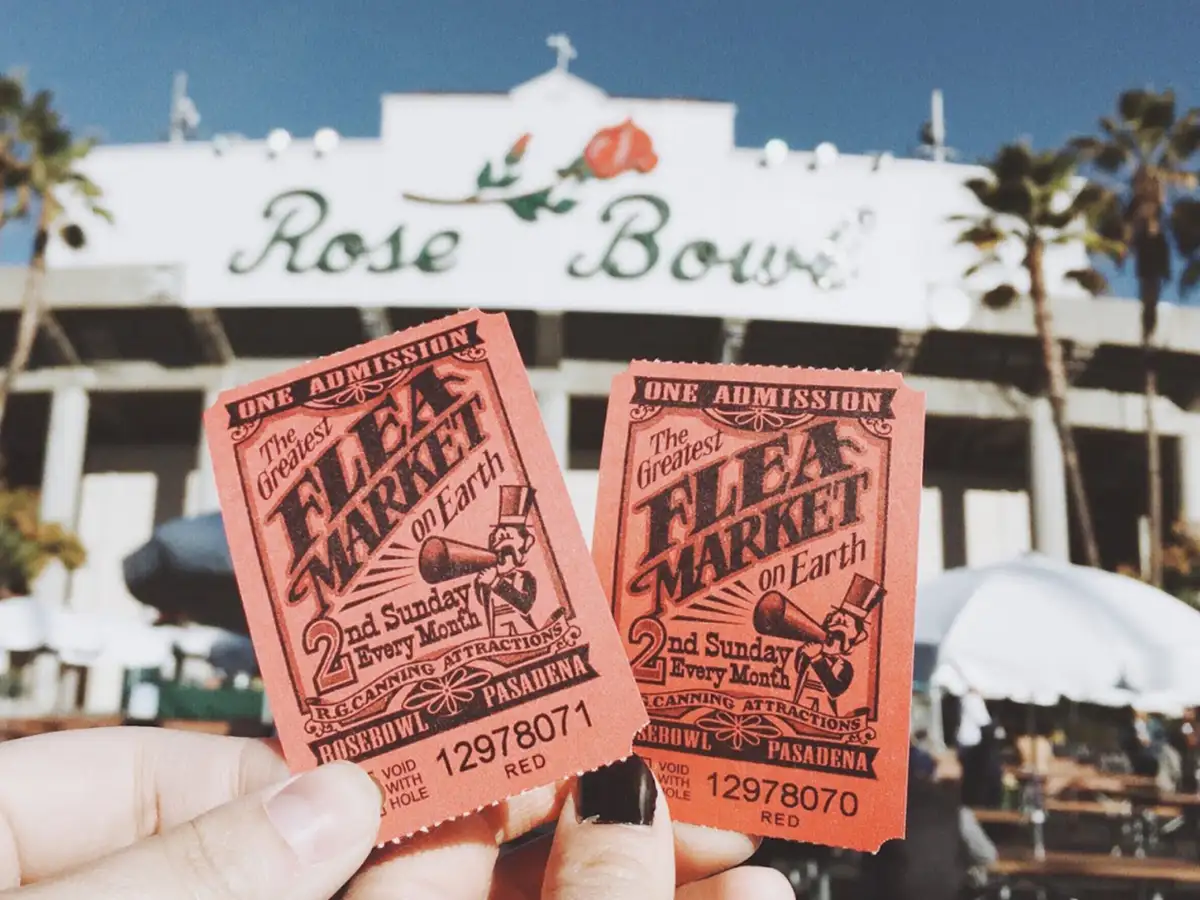 Rose Bowl
ONE ADMISSION
The
Greatest
FLEA
MARKET
on Earth
2nd Sunday
Every Month
R.G. CANNING ATTRACTIONS
ROSEBOWL PASADENA
VOID
WITH
HOLE
12978071
RED
ONE ADMISSION
The
Greatest
FLEA
MARKET
on Earth
2nd Sunday
Every Month
CANNING ATTRACTIONS
SEBOWL PASADENA
VOID
WITH
OLE
12978070
RED